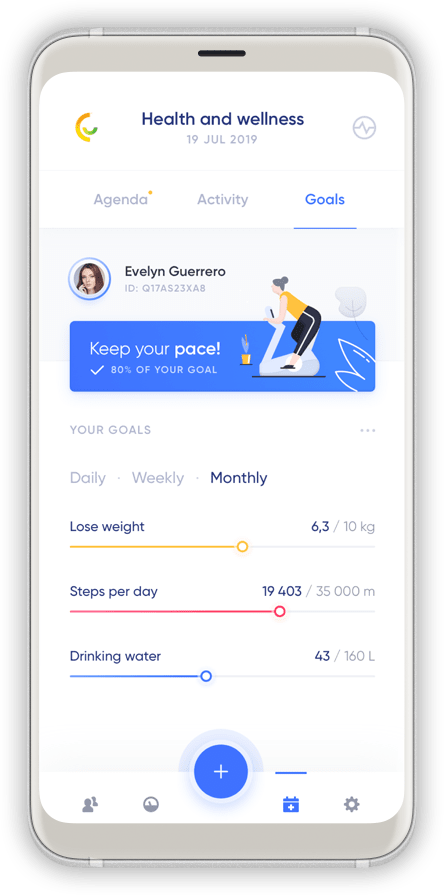 Health and wellness
19 JUL 2019
Agenda Activity Goals
Evelyn Guerrero
ID: Q17AS23XA8
Keep your pace!
80% OF YOUR GOAL
YOUR GOALS
Daily · Weekly · Monthly
Lose weight 6,3 / 10 kg
Steps per day 19 403 / 35 000 m
Drinking water 43 / 160 L